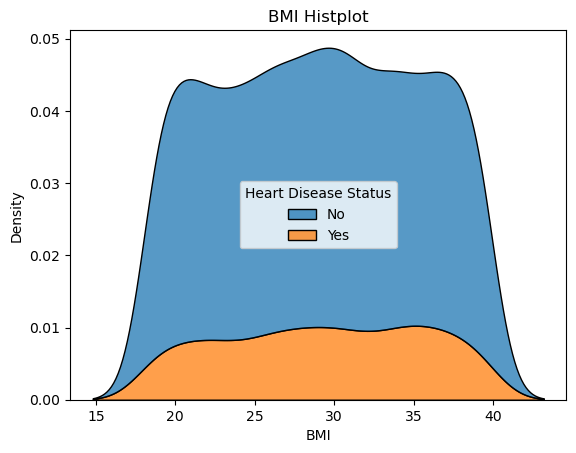 BMI Histplot
0.05
0.04
0.03
0.02
0.01
0.00
Density
Heart Disease Status
No
Yes
15 20 25 30 35 40
BMI